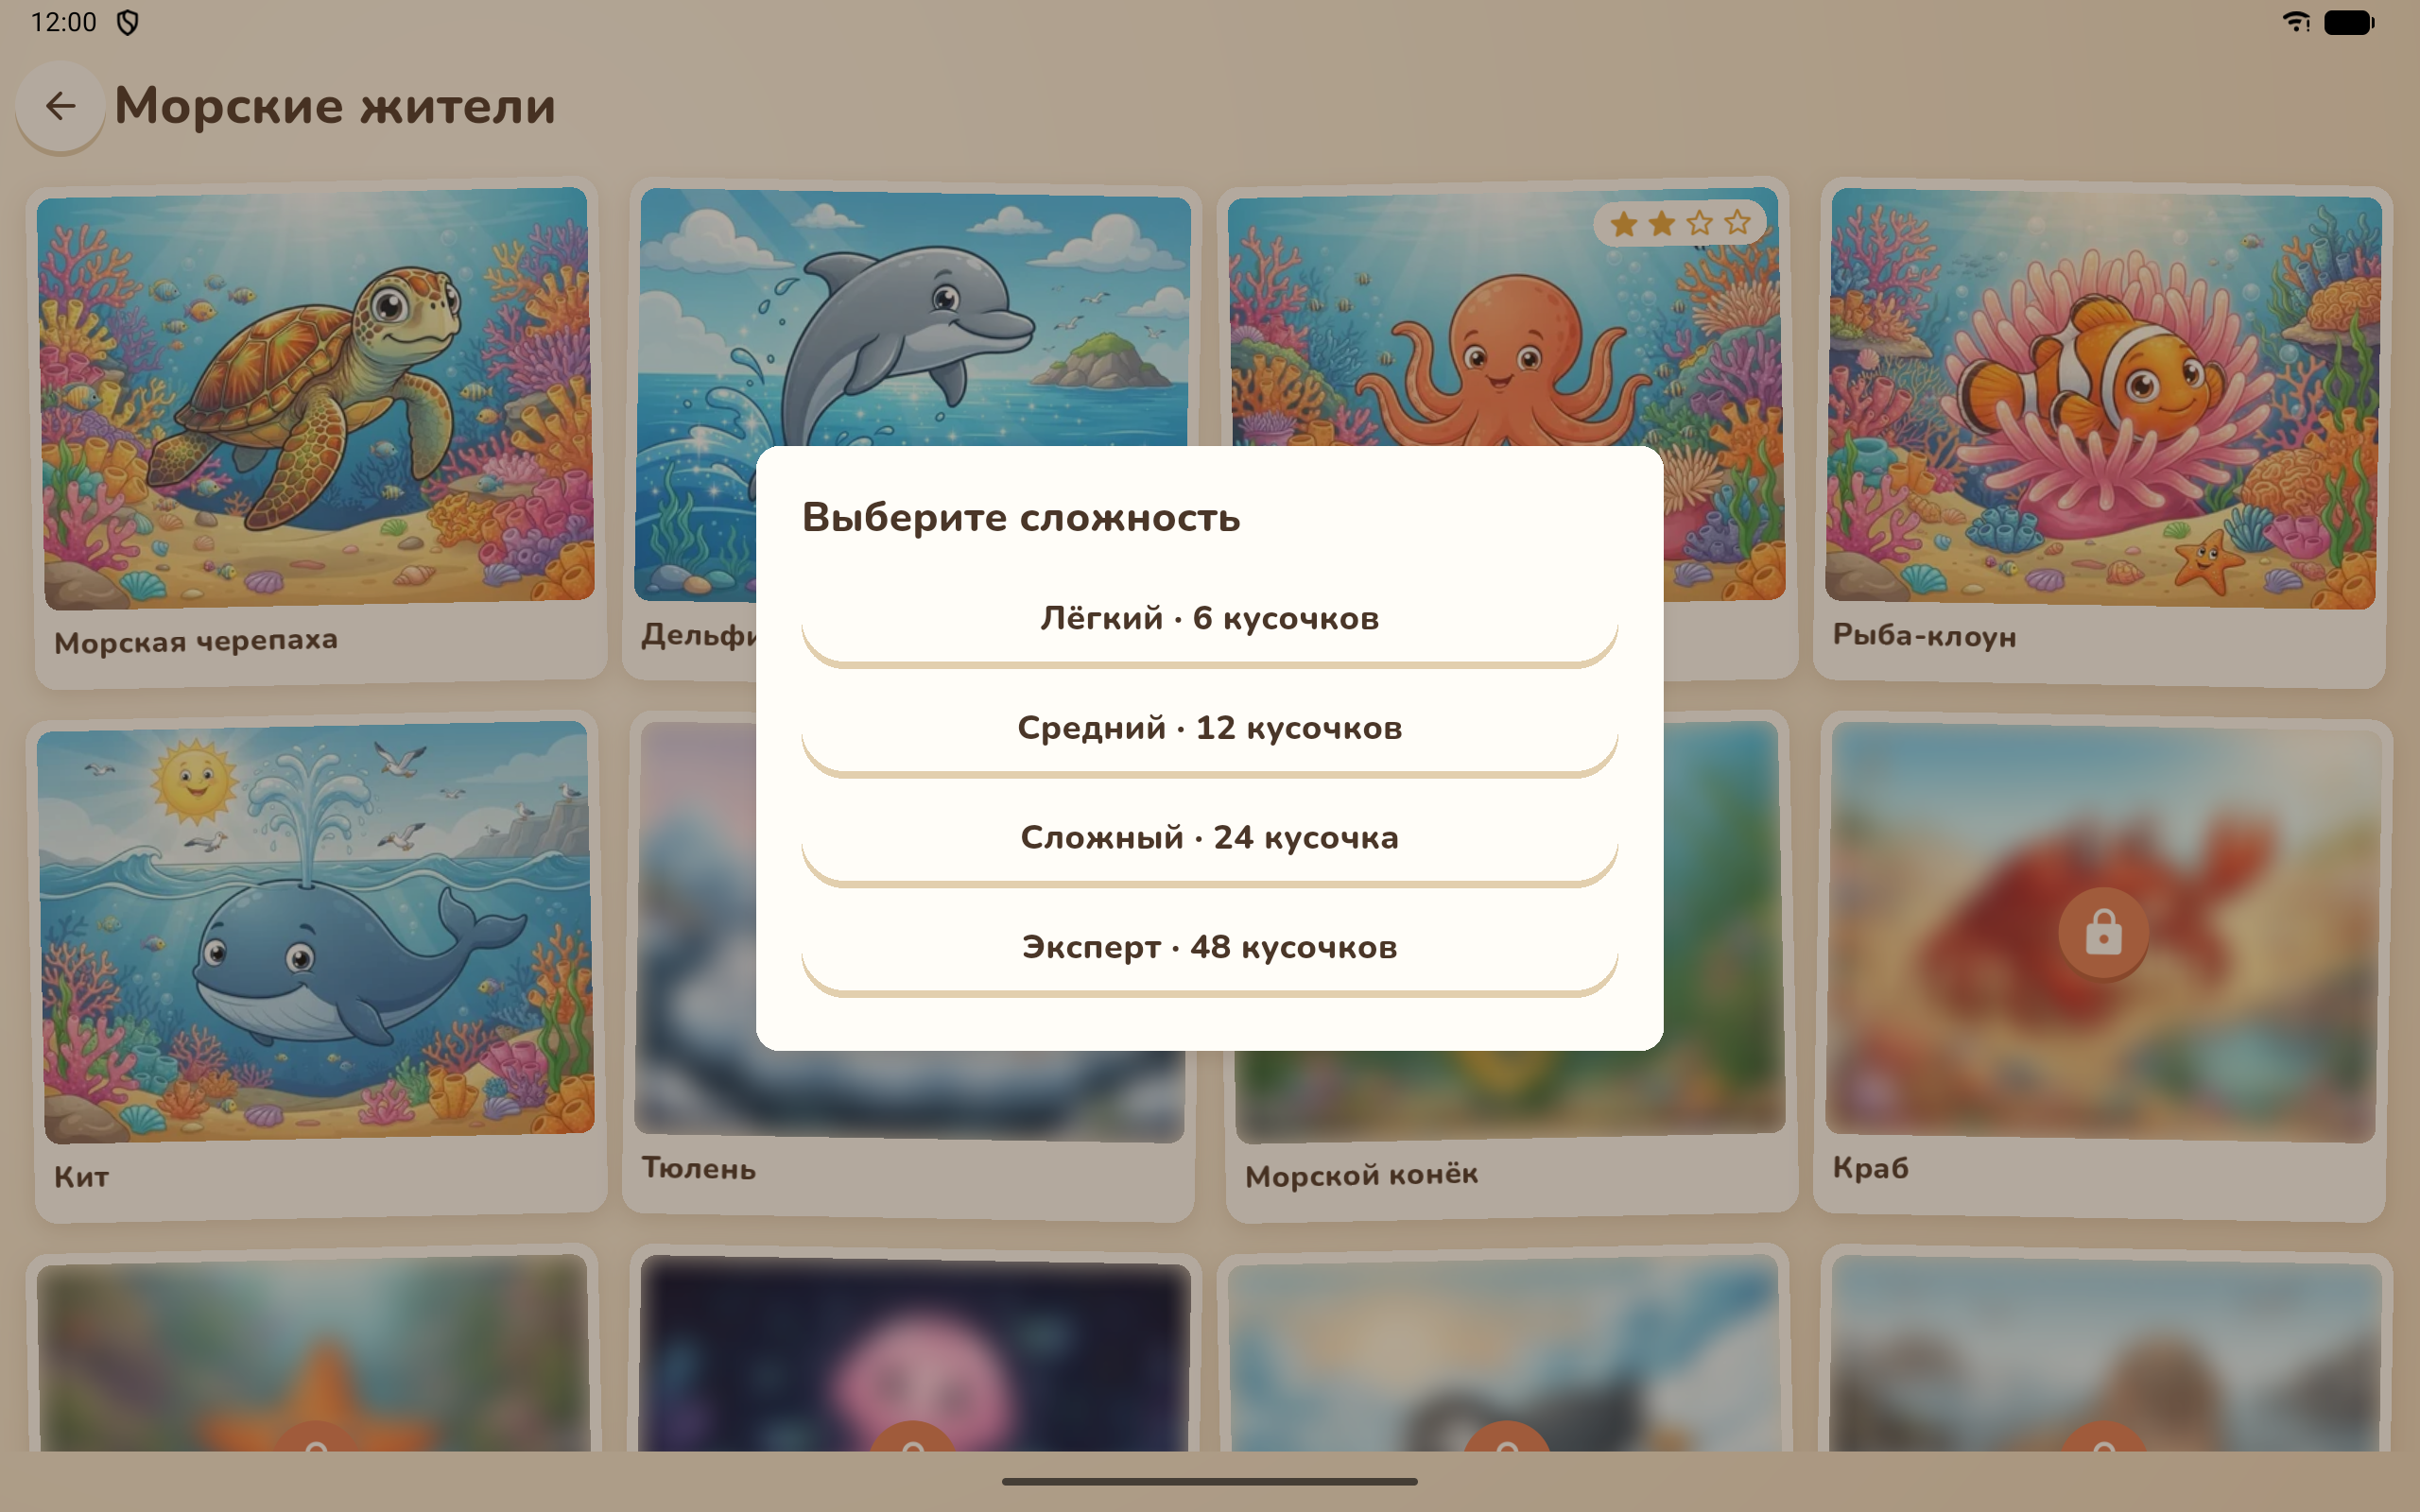 12:00
Морские жители
Морская черепаха
Рыба-клоун
Выберите сложность
Лёгкий · 6 кусочков
Средний · 12 кусочков
Сложный · 24 кусочка
Эксперт · 48 кусочков
Кит
Тюлень
Морской конёк
Краб